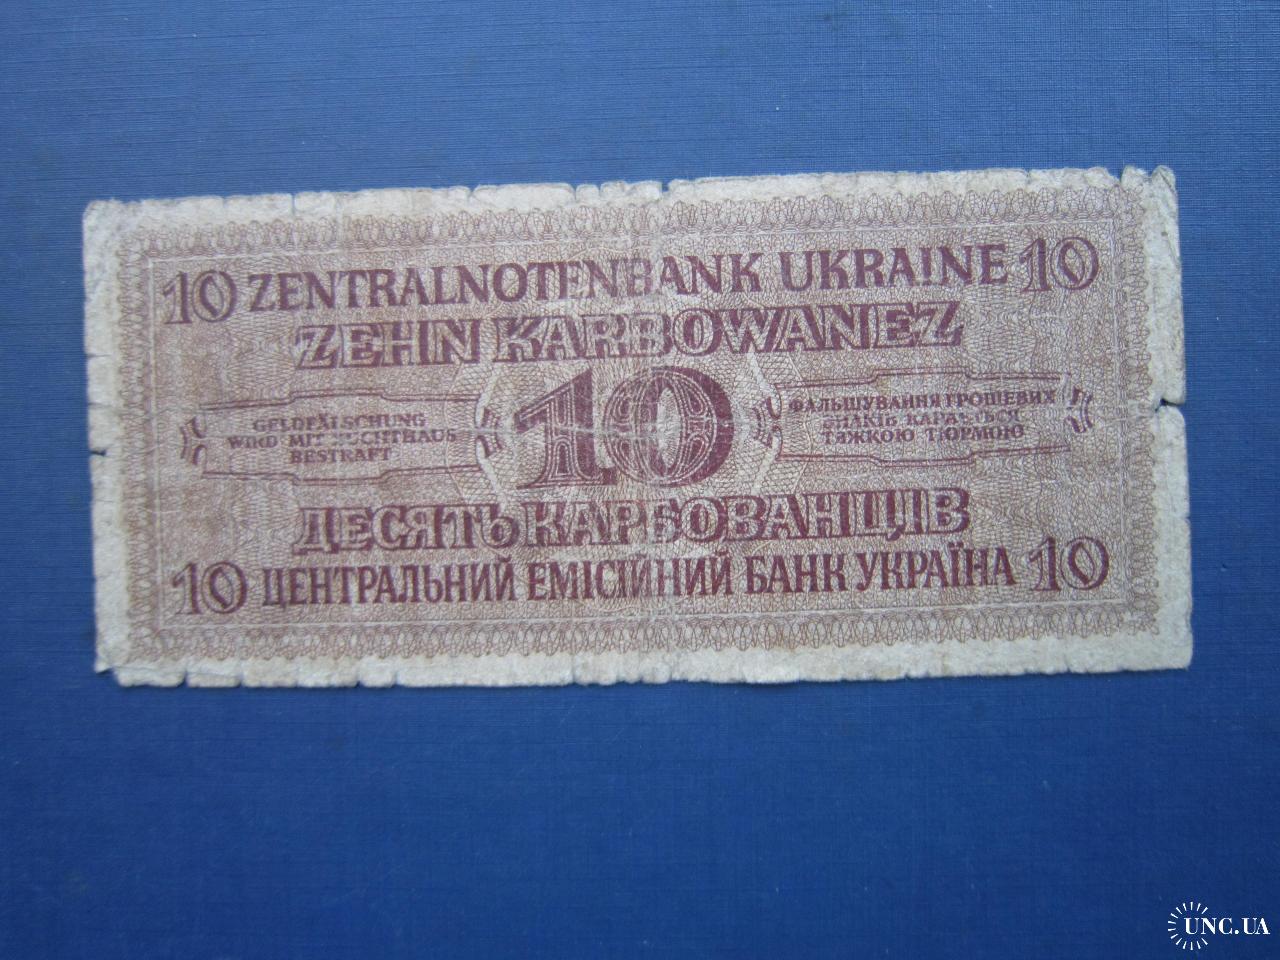 10 ZENTRALNOTENBANK UKRAINE 10
ZEHN KARBOWANEZ
GELDFÄLSCHUNG
WIRD MIT ZUCHTHAUS
BESTRAFT
10
ФАЛЬШУВАННЯ ГРОШЕВИХ
ЗНАКІВ КАРАЄТЬСЯ
ТЯЖКОЮ ТЮРМОЮ
ДЕСЯТЬ КАРБОВАНЦІВ
10 ЦЕНТРАЛЬНИЙ ЕМІСІЙНИЙ БАНК УКРАЇНА 10
UNC.UA